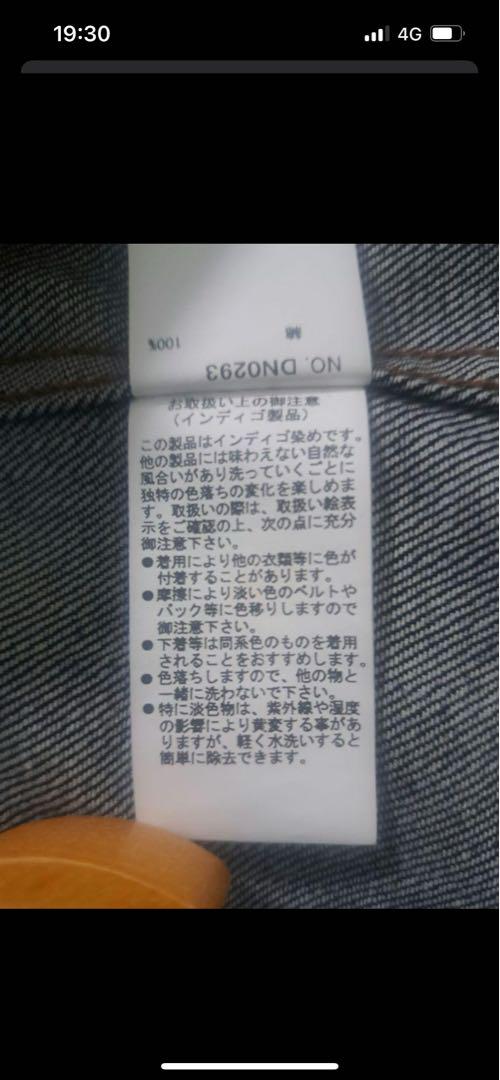 19:30
4G
綿 100%
NO. DN0293
お取扱い上の御注意
（インディゴ製品）
この製品はインディゴ染めです。
他の製品には味わえない自然な
風合いがあり洗っていくごとに
独特の色落ちの変化を楽しめま
す。取扱いの際は、取扱い絵表
示をご確認の上、次の点に充分
御注意下さい。
●着用により他の衣類等に色が
付着することがあります。
●摩擦により淡い色のベルトや
バック等に色移りしますので
御注意下さい。
●下着等は同系色のものを着用
されることをおすすめします。
●色落ちしますので、他の物と
一緒に洗わないで下さい。
●特に淡色物は、紫外線や湿度
の影響により黄変する事があ
りますが、軽く水洗いすると
簡単に除去できます。